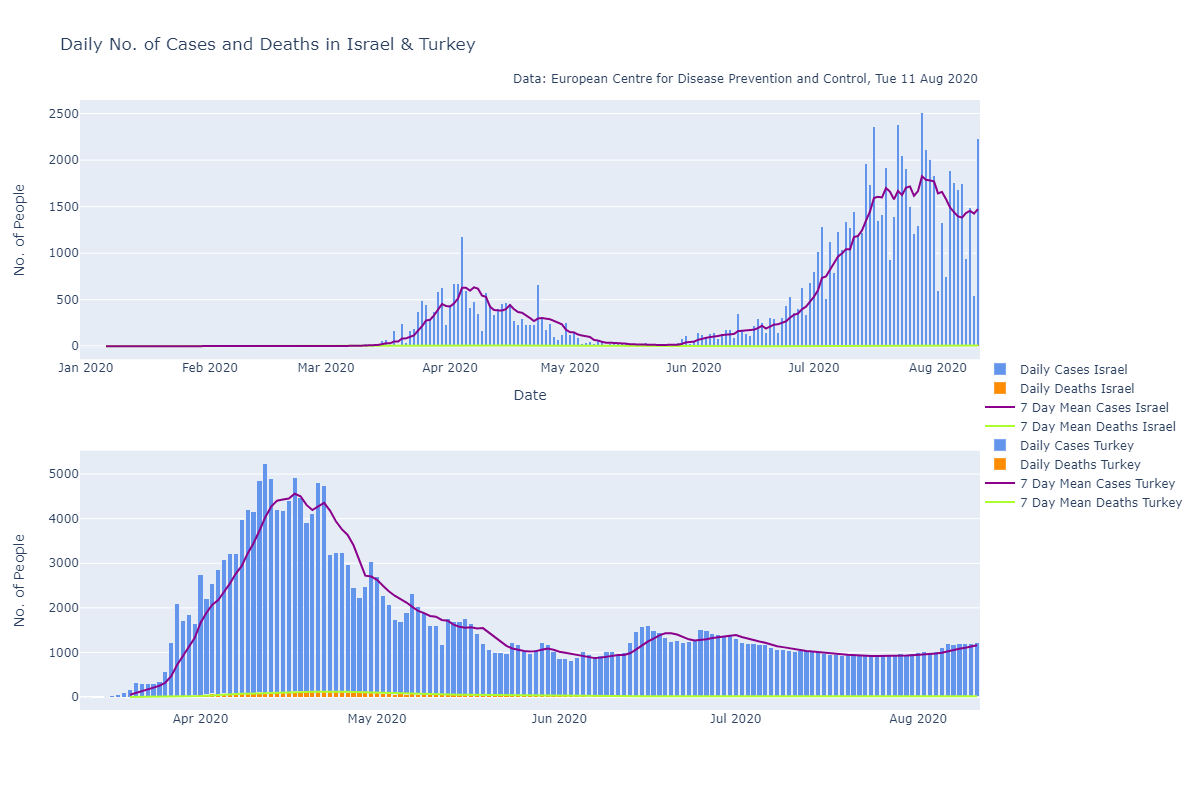 Daily No. of Cases and Deaths in Israel & Turkey
Data: European Centre for Disease Prevention and Control, Tue 11 Aug 2020
No. of People
2500
2000
1500
1000
500
0
Jan 2020 Feb 2020 Mar 2020 Apr 2020 May 2020 Jun 2020 Jul 2020 Aug 2020
Date
Daily Cases Israel
Daily Deaths Israel
7 Day Mean Cases Israel
7 Day Mean Deaths Israel
Daily Cases Turkey
Daily Deaths Turkey
7 Day Mean Cases Turkey
7 Day Mean Deaths Turkey
No. of People
5000
4000
3000
2000
1000
0
Apr 2020 May 2020 Jun 2020 Jul 2020 Aug 2020